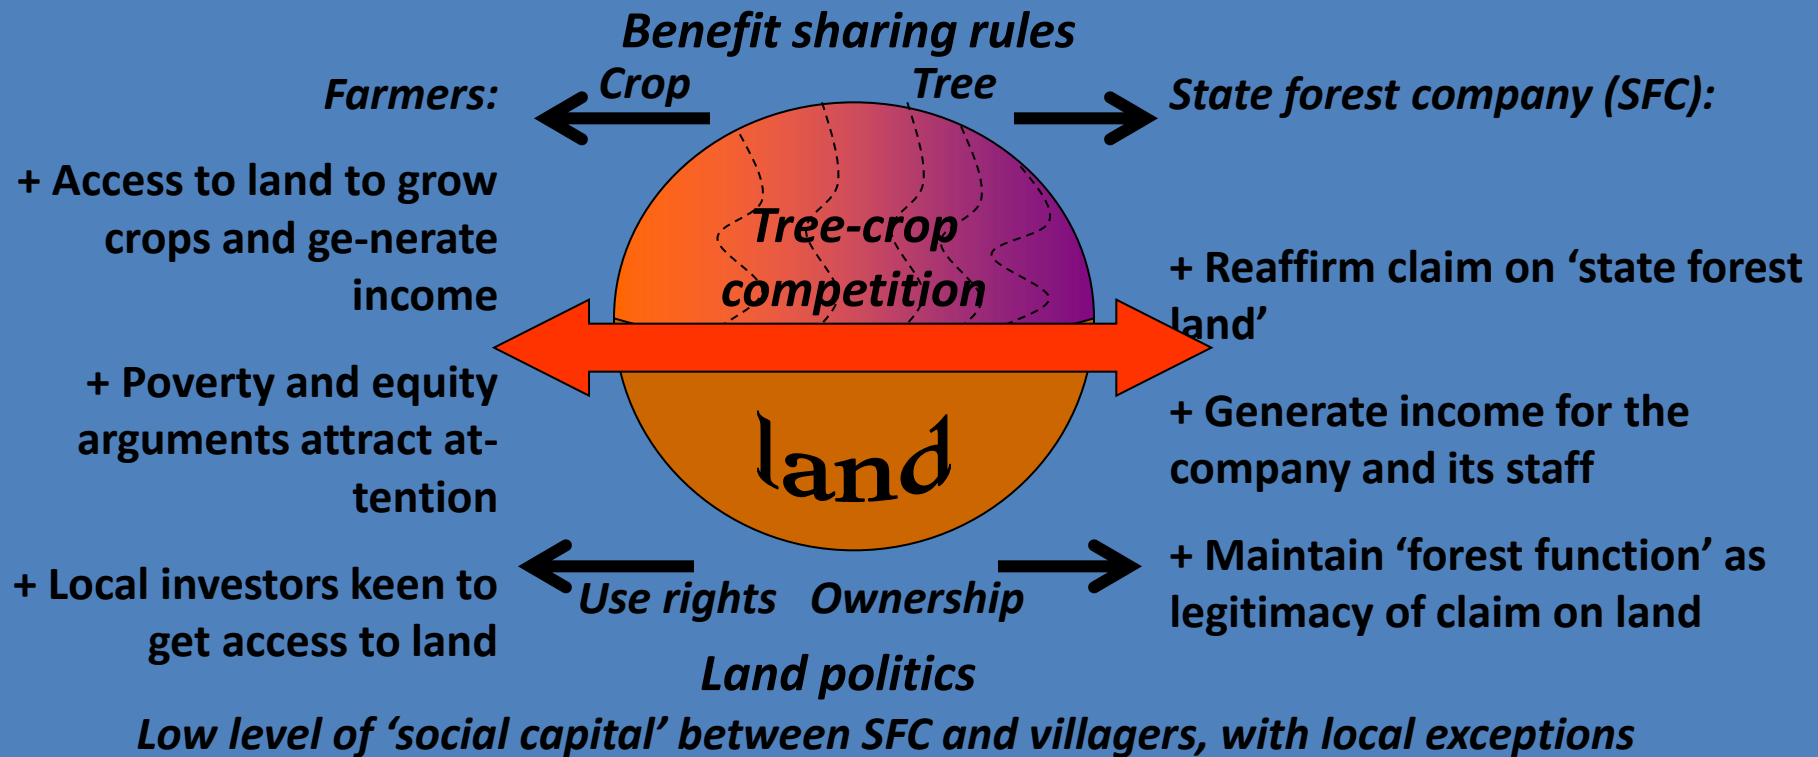 Benefit sharing rules
Crop
Tree
Farmers:
+ Access to land to grow
crops and ge-nerate
income
+ Poverty and equity
arguments attract at-
tention
+ Local investors keen to
get access to land
Tree-crop
competition
land
State forest company (SFC):
+ Reaffirm claim on ‘state forest
land’
+ Generate income for the
company and its staff
+ Maintain ‘forest function’ as
legitimacy of claim on land
Use rights
Ownership
Land politics
Low level of ‘social capital’ between SFC and villagers, with local exceptions